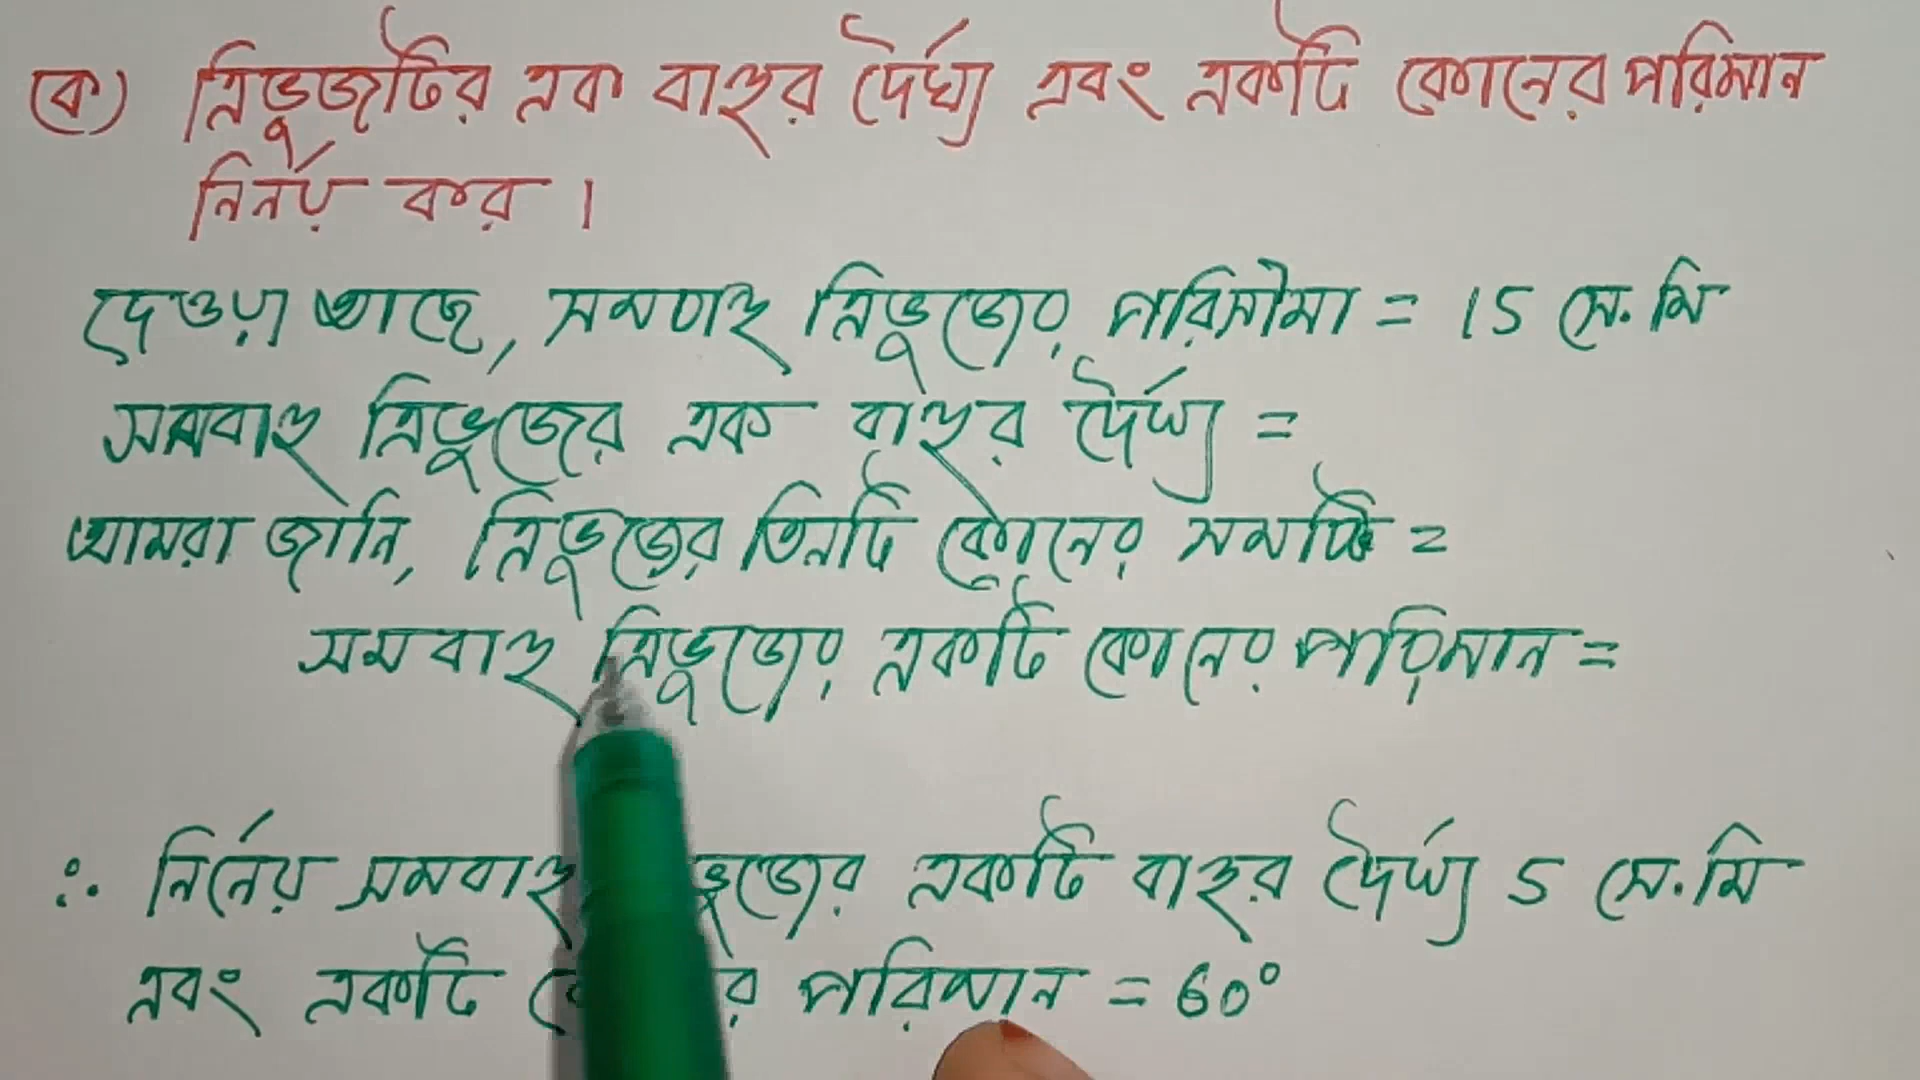 ক) ত্রিভুজটির এক বাহুর দৈর্ঘ্য এবং একটি কোনের পরিমান
নির্নয় কর ।
দেওয়া আছে, সমবাহু ত্রিভুজের পরিসীমা = 15 সে. মি
সমবাহু ত্রিভুজের এক বাহুর দৈর্ঘ্য =
আমরা জানি, ত্রিভুজের তিনটি কোনের সমষ্টি =
সমবাহু ত্রিভুজের একটি কোনের পরিমান =
∴ নির্নেয় সমবাহু ভুজের একটি বাহুর দৈর্ঘ্য 5 সে.মি
এবং একটি র পরিমান = 60°